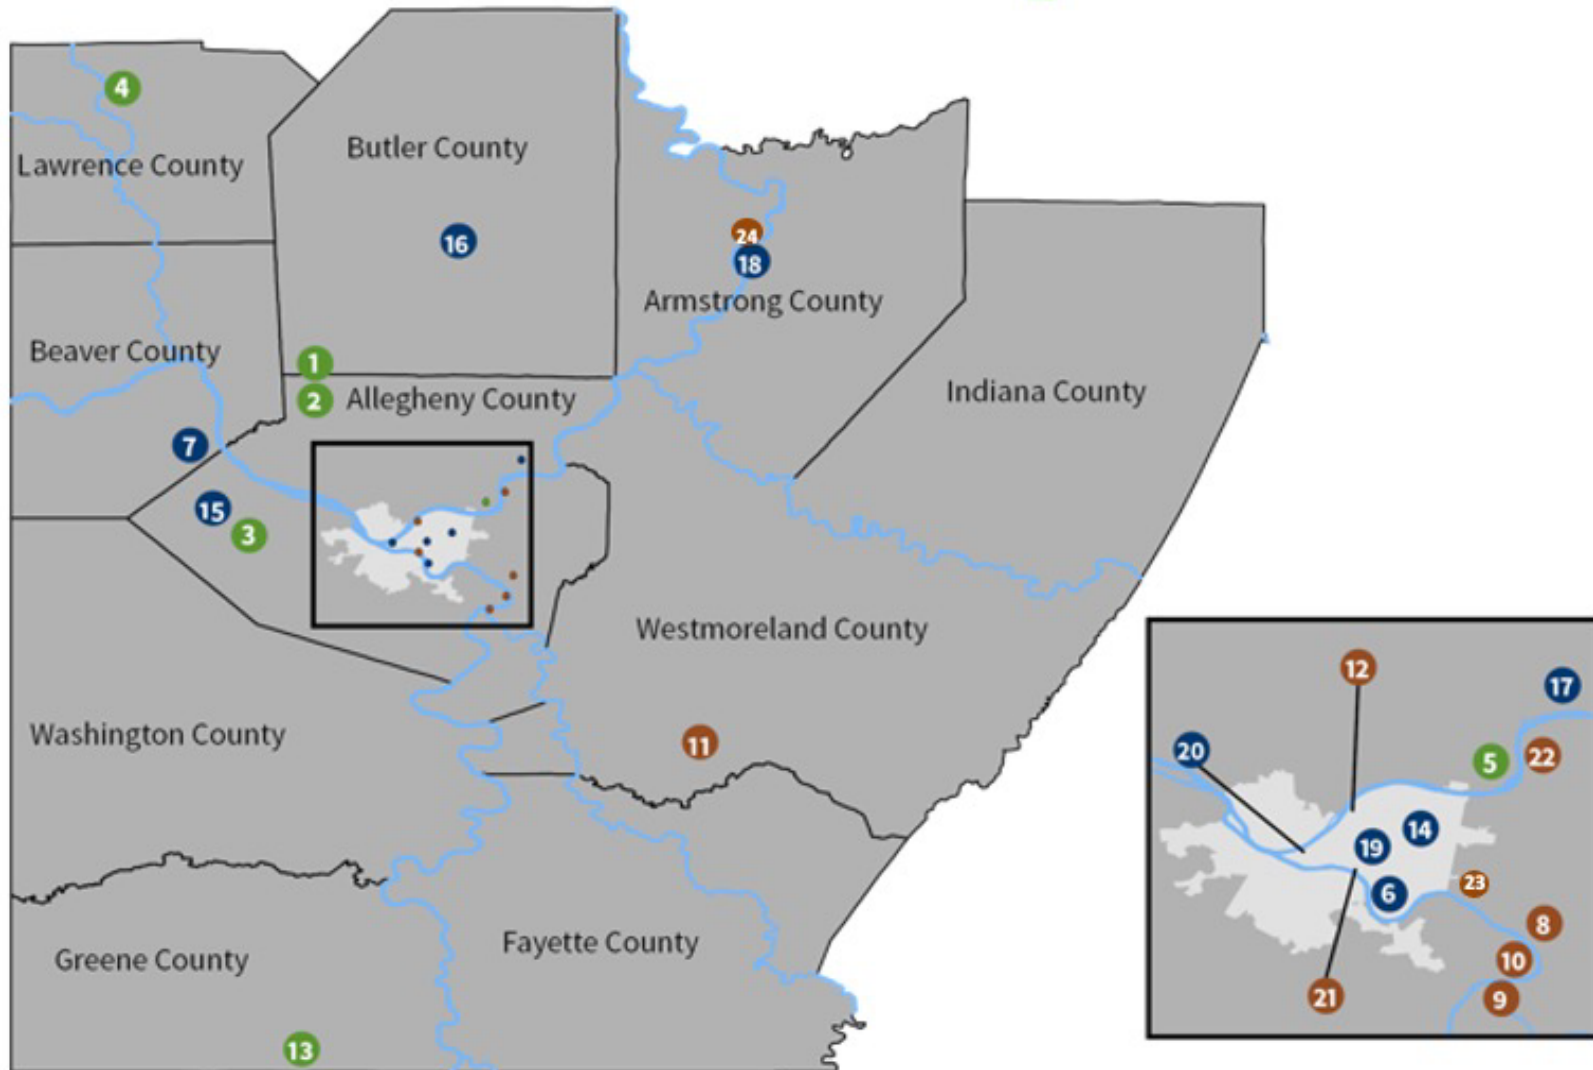 4
Butler County
Lawrence County
16
24
18
Armstrong County
Beaver County
1
2
Allegheny County
Indiana County
7
15
3
Westmoreland County
12
17
20
5
22
Washington County
11
14
19
6
23
8
10
9
21
Greene County
Fayette County
13